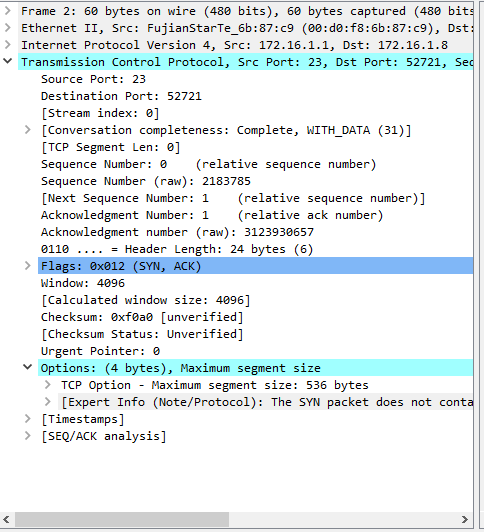 Frame 2: 60 bytes on wire (480 bits), 60 bytes captured (480 bits
Ethernet II, Src: FujianStarTe_6b:87:c9 (00:d0:f8:6b:87:c9), Dst:
Internet Protocol Version 4, Src: 172.16.1.1, Dst: 172.16.1.8
Transmission Control Protocol, Src Port: 23, Dst Port: 52721, Seq
Source Port: 23
Destination Port: 52721
[Stream index: 0]
[Conversation completeness: Complete, WITH_DATA (31)]
[TCP Segment Len: 0]
Sequence Number: 0    (relative sequence number)
Sequence Number (raw): 2183785
[Next Sequence Number: 1    (relative sequence number)]
Acknowledgment Number: 1    (relative ack number)
Acknowledgment number (raw): 3123930657
0110 .... = Header Length: 24 bytes (6)
Flags: 0x012 (SYN, ACK)
Window: 4096
[Calculated window size: 4096]
Checksum: 0xf0a0 [unverified]
[Checksum Status: Unverified]
Urgent Pointer: 0
Options: (4 bytes), Maximum segment size
TCP Option - Maximum segment size: 536 bytes
[Expert Info (Note/Protocol): The SYN packet does not conta
[Timestamps]
[SEQ/ACK analysis]